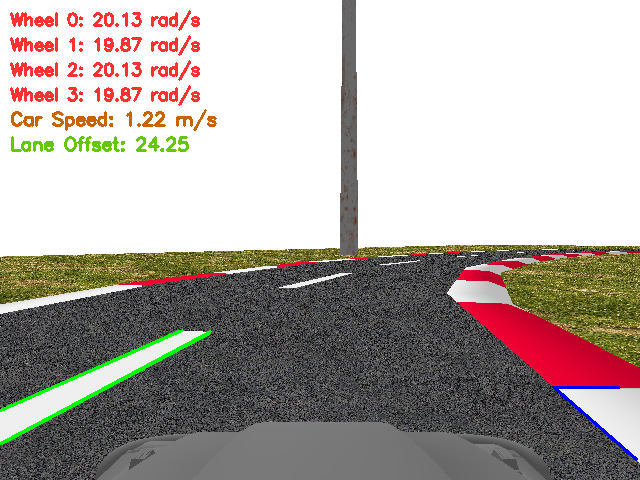 Wheel 0: 20.13 rad/s
Wheel 1: 19.87 rad/s
Wheel 2: 20.13 rad/s
Wheel 3: 19.87 rad/s
Car Speed: 1.22 m/s
Lane Offset: 24.25